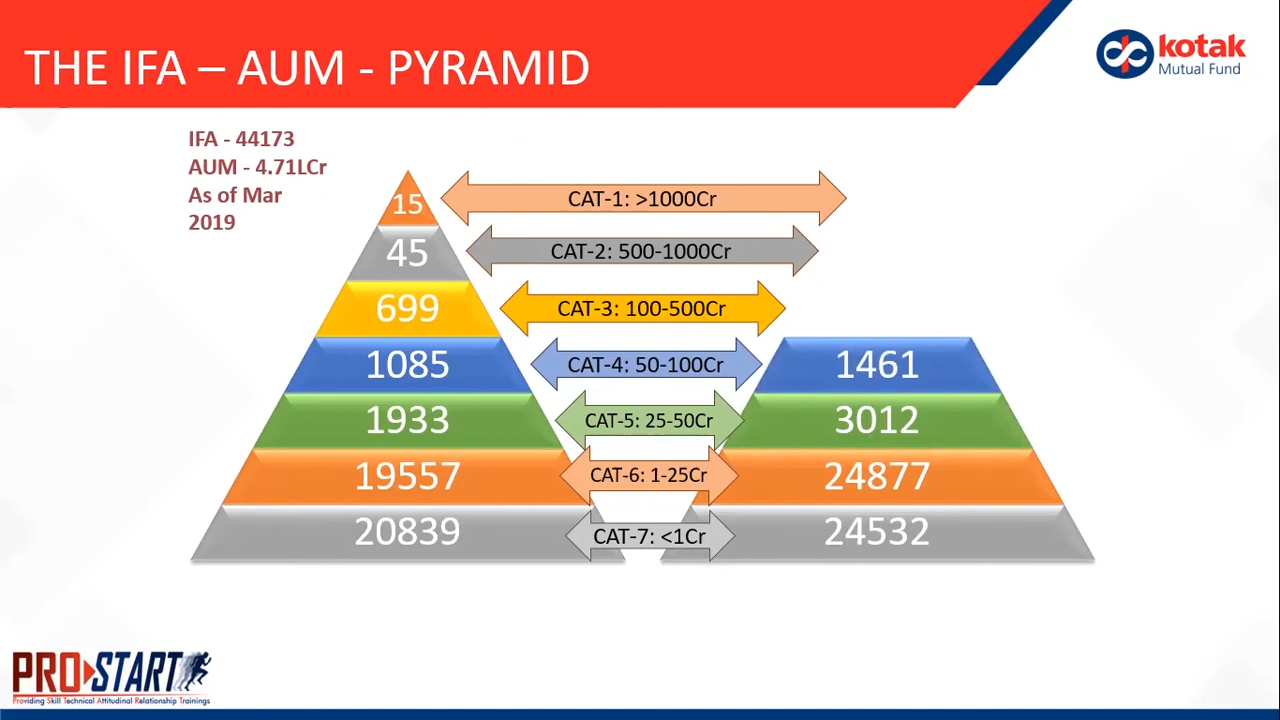 THE IFA – AUM - PYRAMID
kotak
Mutual Fund
IFA - 44173
AUM - 4.71LCr
As of Mar
2019
15
CAT-1: >1000Cr
45
CAT-2: 500-1000Cr
699
CAT-3: 100-500Cr
1085
CAT-4: 50-100Cr
1461
1933
CAT-5: 25-50Cr
3012
19557
CAT-6: 1-25Cr
24877
20839
CAT-7: <1Cr
24532
PRO START
Providing Skill Technical Attitudinal Relationship Trainings